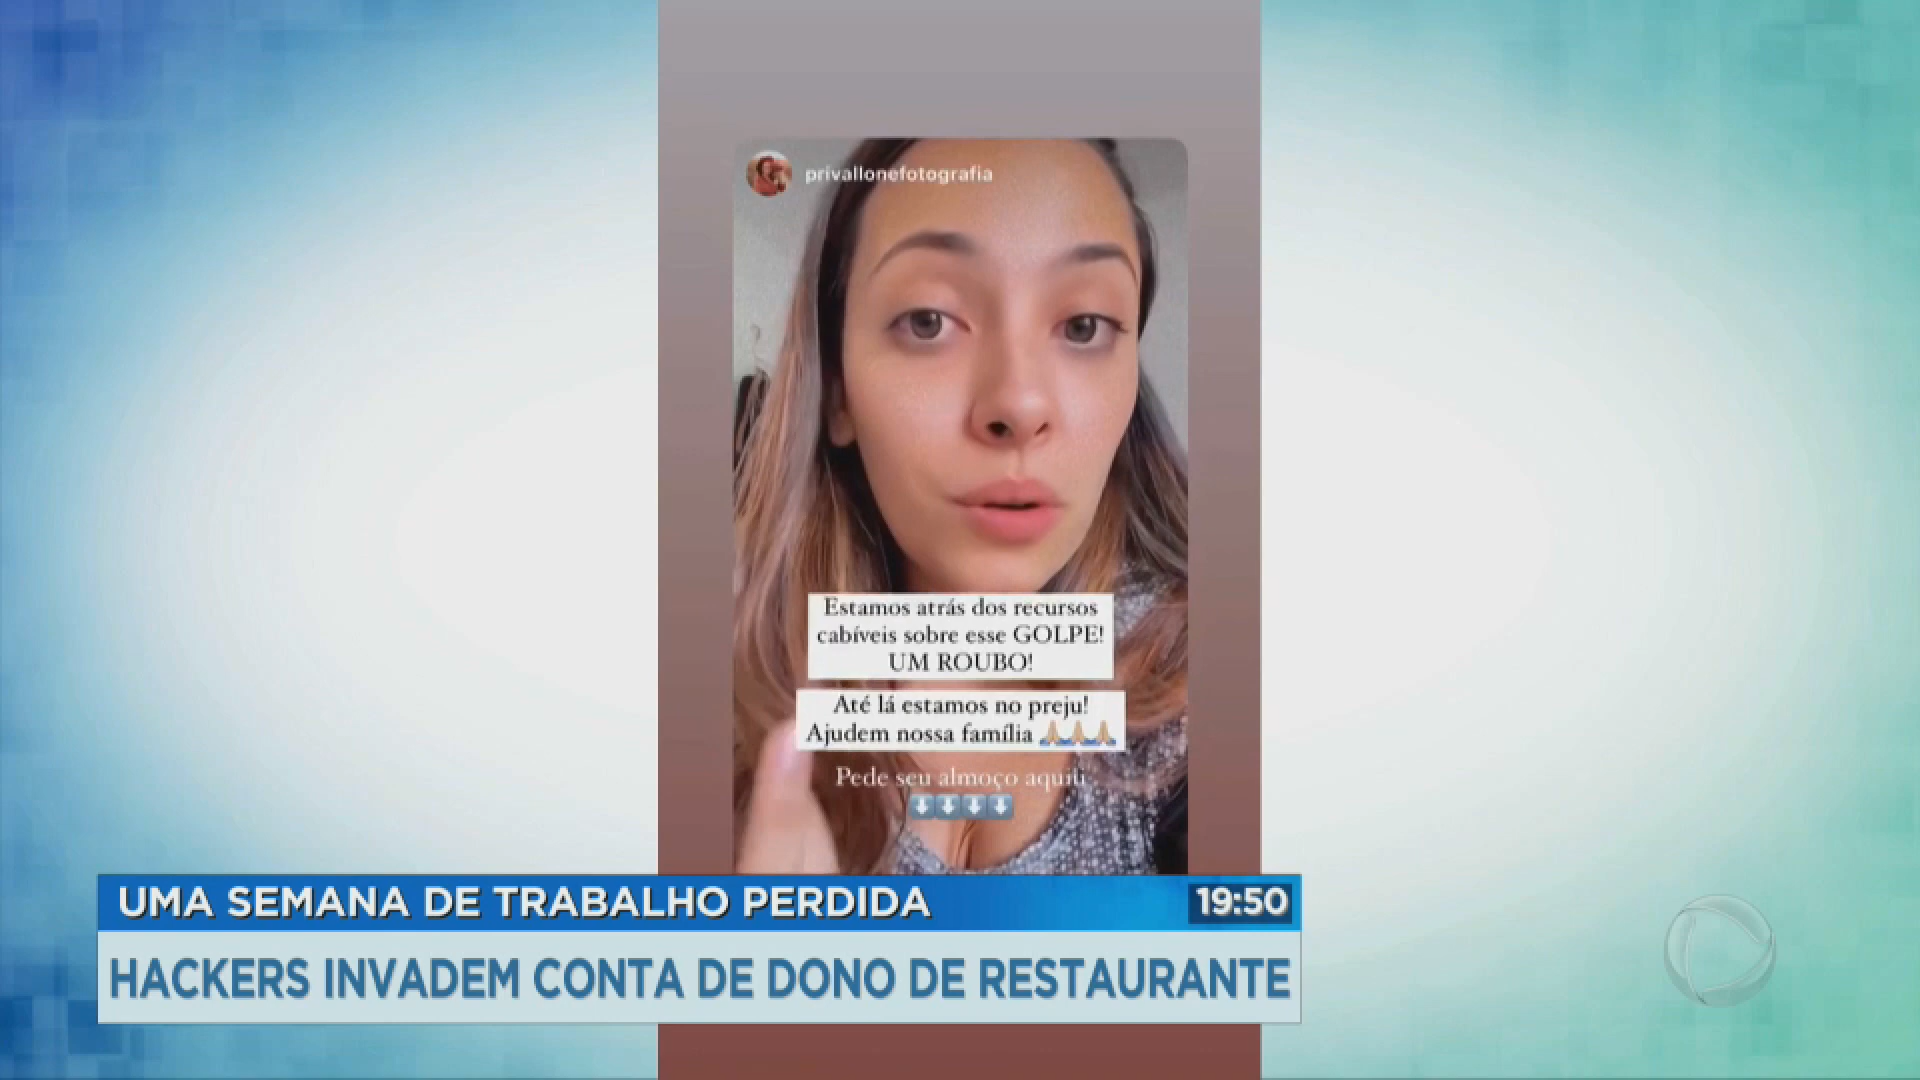 privallonefotografia
Estamos atrás dos recursos
cabíveis sobre esse GOLPE!
UM ROUBO!
Até lá estamos no preju!
Ajudem nossa família 🙏🏼🙏🏼🙏🏼
Pede seu almoço aquiii
⬇️⬇️⬇️⬇️
UMA SEMANA DE TRABALHO PERDIDA 19:50
HACKERS INVADEM CONTA DE DONO DE RESTAURANTE